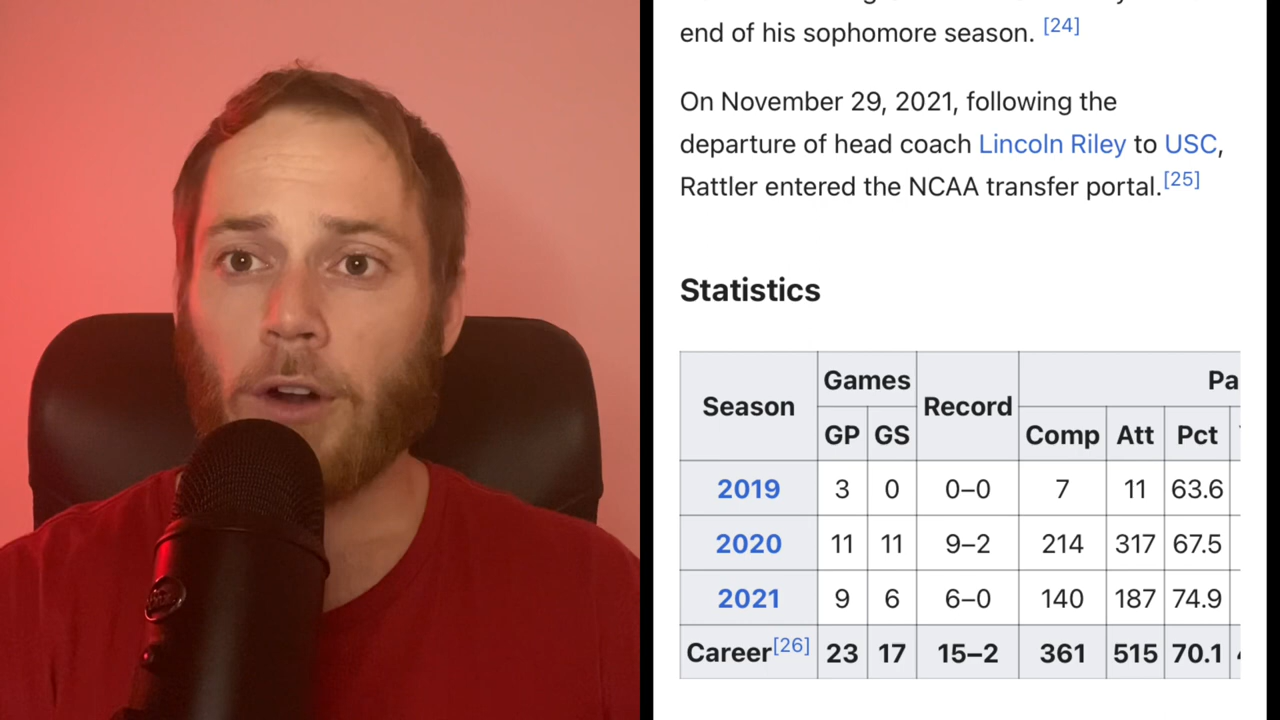 end of his sophomore season. [24]
On November 29, 2021, following the
departure of head coach Lincoln Riley to USC,
Rattler entered the NCAA transfer portal.[25]
Statistics
Season Games Record Pa
GP GS Comp Att Pct
2019 3 0 0–0 7 11 63.6
2020 11 11 9–2 214 317 67.5
2021 9 6 6–0 140 187 74.9
Career[26] 23 17 15–2 361 515 70.1